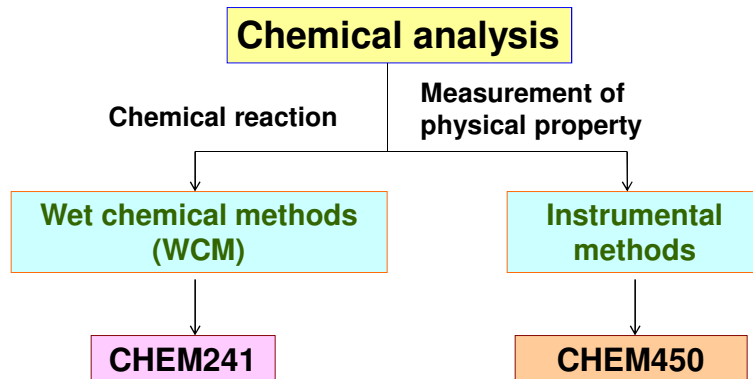 Chemical analysis
Chemical reaction
Measurement of
physical property
Wet chemical methods
(WCM)
Instrumental
methods
CHEM241
CHEM450